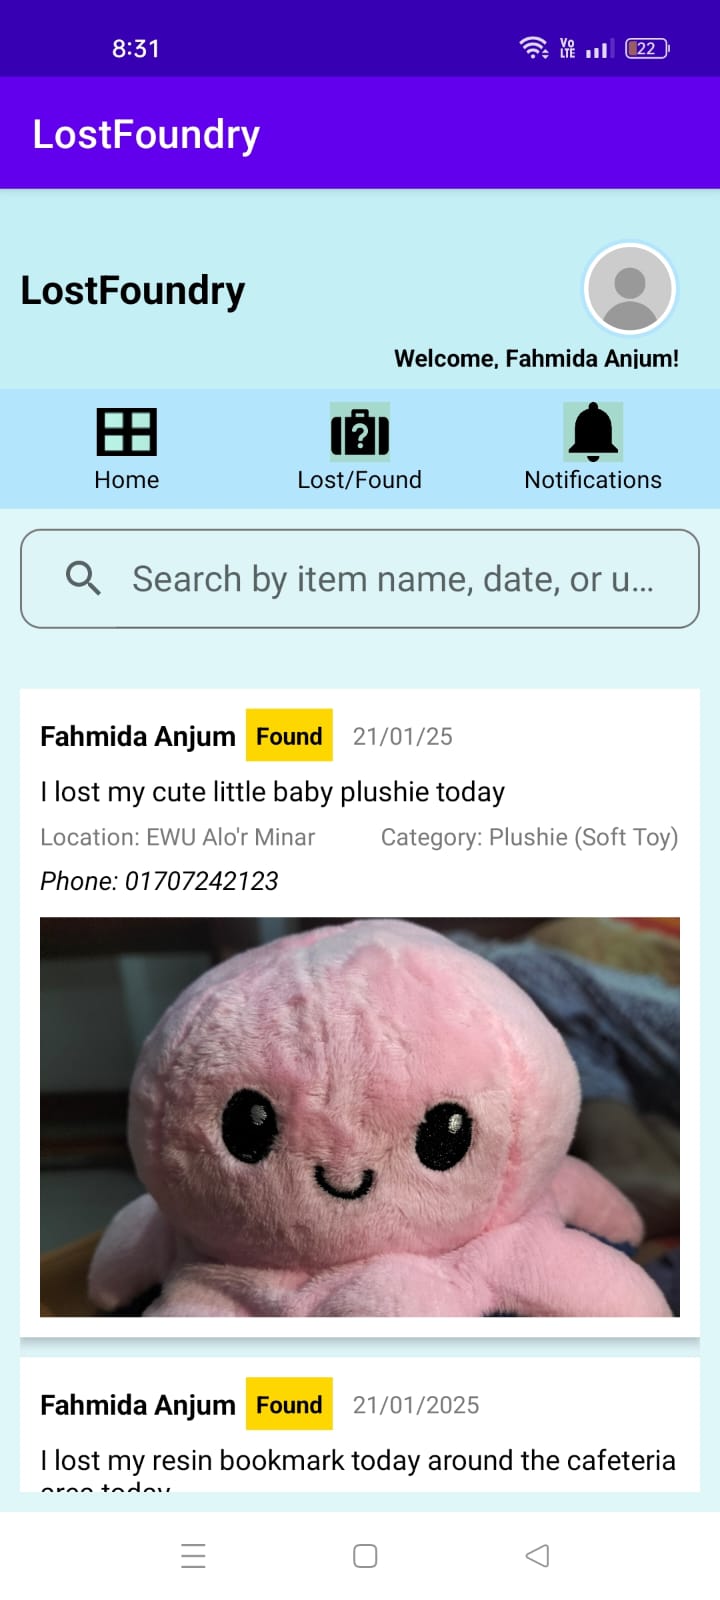 8:31 Vo LTE 22
LostFoundry
LostFoundry
Welcome, Fahmida Anjum!
Home Lost/Found Notifications
Search by item name, date, or u...
Fahmida Anjum Found 21/01/25
I lost my cute little baby plushie today
Location: EWU Alo'r Minar Category: Plushie (Soft Toy)
Phone: 01707242123
Fahmida Anjum Found 21/01/2025
I lost my resin bookmark today around the cafeteria
area today